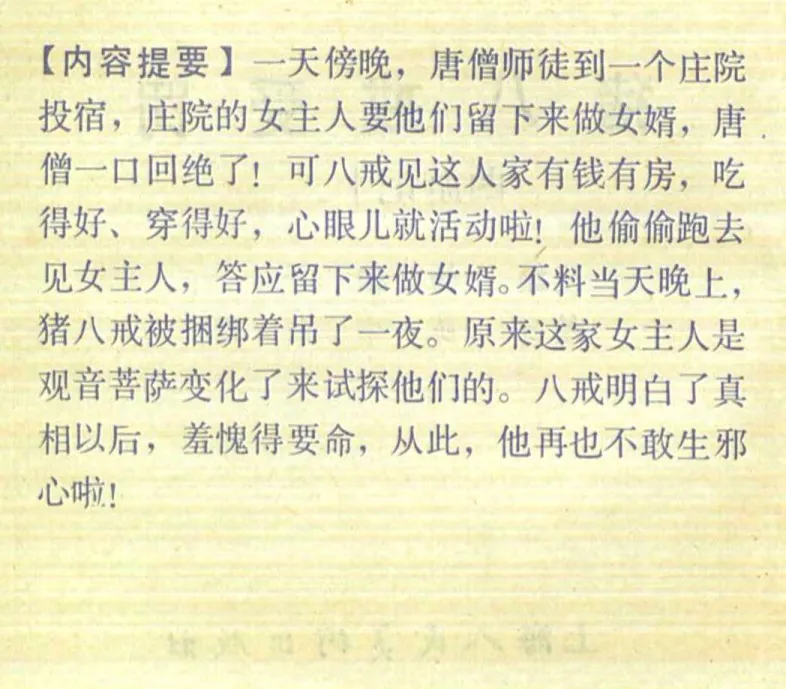 【内容提要】一天傍晚，唐僧师徒到一个庄院
投宿，庄院的女主人要他们留下来做女婿，唐
僧一口回绝了！可八戒见这人家有钱有房，吃
得好、穿得好，心眼儿就活动啦！他偷偷跑去
见女主人，答应留下来做女婿。不料当天晚上，
猪八戒被捆绑着吊了一夜。原来这家女主人是
观音菩萨变化了来试探他们的。八戒明白了真
相以后，羞愧得要命，从此，他再也不敢生邪
心啦！